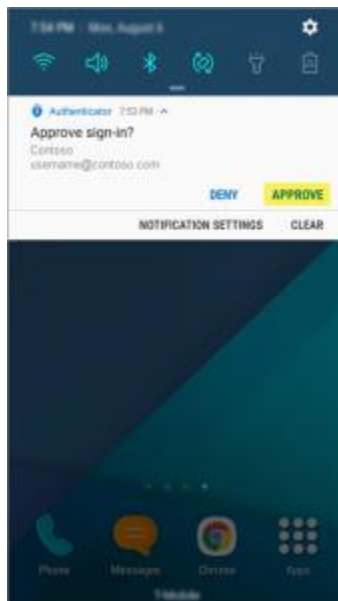 7:54 PM Mon, August 6
Authenticator 7:53 PM
Approve sign-in?
Contoso
username@contoso.com
DENY APPROVE
NOTIFICATION SETTINGS CLEAR
Phone Messages Chrome Apps
T-Mobile